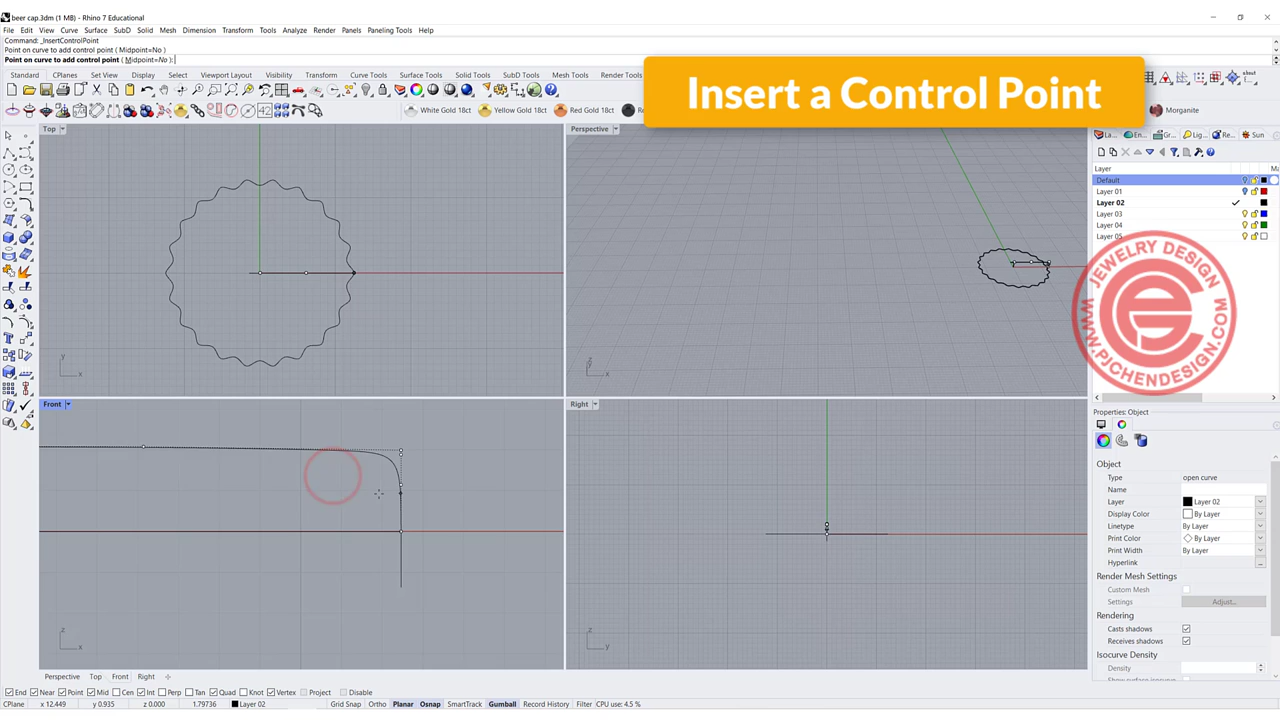 beer cap.3dm (1 MB) - Rhino 7 Educational
File Edit View Curve Surface SubD Solid Mesh Dimension Transform Tools Analyze Render Panels Paneling Tools Help
Command: _InsertControlPoint
Point on curve to add control point ( Midpoint=No )
Point on curve to add control point ( Midpoint=No ):
Standard CPlanes Set View Display Select Viewport Layout Visibility Transform Curve Tools Surface Tools Solid Tools SubD Tools Mesh Tools Render Tools
Insert a Control Point
White Gold 18ct Yellow Gold 18ct Red Gold 18ct Morganite
Top
Perspective
La... En... Gr... Lig... Re... Sun
Layer
Default
Layer 01
Layer 02
Layer 03
Layer 04
Layer 05
JEWELRY DESIGN
WWW.PJCHENDESIGN.COM
y
x
z
x
Front
Right
Properties: Object
Object
Type open curve
Name
Layer Layer 02
Display Color By Layer
Linetype By Layer
Print Color By Layer
Print Width By Layer
Hyperlink ...
Render Mesh Settings
Custom Mesh
Settings Adjust...
Rendering
Casts shadows
Receives shadows
Isocurve Density
Density
z
x
z
y
Perspective Top Front Right
End Near Point Mid Cen Int Perp Tan Quad Knot Vertex Project Disable
CPlane x 12.449 y 0.935 z 0.000 1.79736 Layer 02 Grid Snap Ortho Planar Osnap SmartTrack Gumball Record History Filter CPU use: 4.5 %